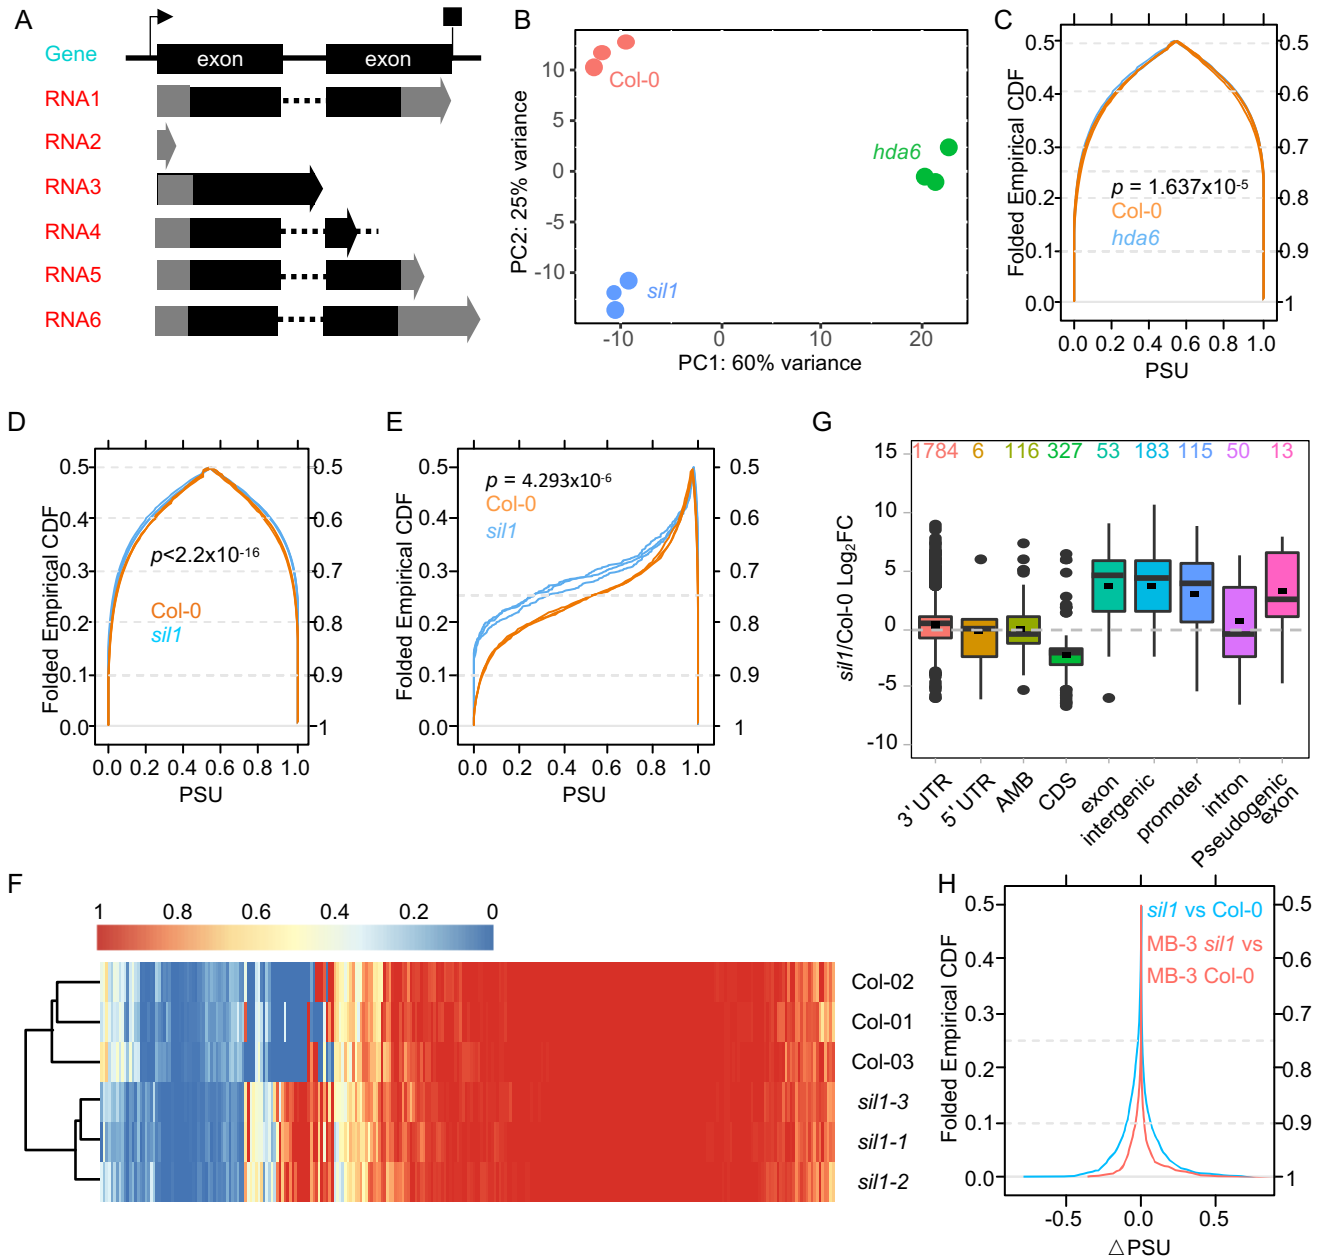 A
Gene
exon
exon
RNA1
RNA2
RNA3
RNA4
RNA5
RNA6
B
PC2: 25% variance
10
5
0
-5
-10
Col-0
hda6
sil1
-10
0
10
20
PC1: 60% variance
C
Folded Empirical CDF
0.5
0.4
0.3
0.2
0.1
0.0
p = 1.637x10-5
Col-0
hda6
0.5
0.6
0.7
0.8
0.9
1
0.0 0.2 0.4 0.6 0.8 1.0
PSU
D
Folded Empirical CDF
0.5
0.4
0.3
0.2
0.1
0.0
p<2.2x10-16
Col-0
sil1
0.5
0.6
0.7
0.8
0.9
1
0.0 0.2 0.4 0.6 0.8 1.0
PSU
E
Folded Empirical CDF
0.5
0.4
0.3
0.2
0.1
0.0
p = 4.293x10-6
Col-0
sil1
0.5
0.6
0.7
0.8
0.9
1
0.0 0.2 0.4 0.6 0.8 1.0
PSU
G
sil1/Col-0 Log2FC
15
10
5
0
-5
-10
1784 6 116 327 53 183 115 50 13
3' UTR
5' UTR
AMB
CDS
exon
intergenic
promoter
intron
Pseudogenic
exon
F
1 0.8 0.6 0.4 0.2 0
Col-02
Col-01
Col-03
sil1-3
sil1-1
sil1-2
H
Folded Empirical CDF
0.5
0.4
0.3
0.2
0.1
0.0
sil1 vs Col-0
MB-3 sil1 vs
MB-3 Col-0
0.5
0.6
0.7
0.8
0.9
1
-0.5 0.0 0.5
△PSU